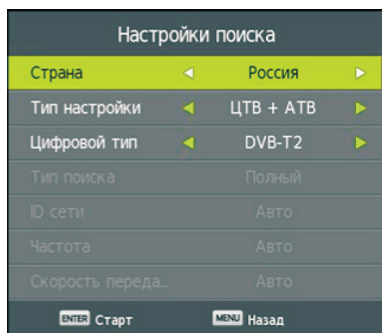 Настройки поиска
Страна Россия
Тип настройки ЦТВ + АТВ
Цифровой тип DVB-T2
Тип поиска Полный
ID сети Авто
Частота Авто
Скорость переда... Авто
ENTER Старт MENU Назад